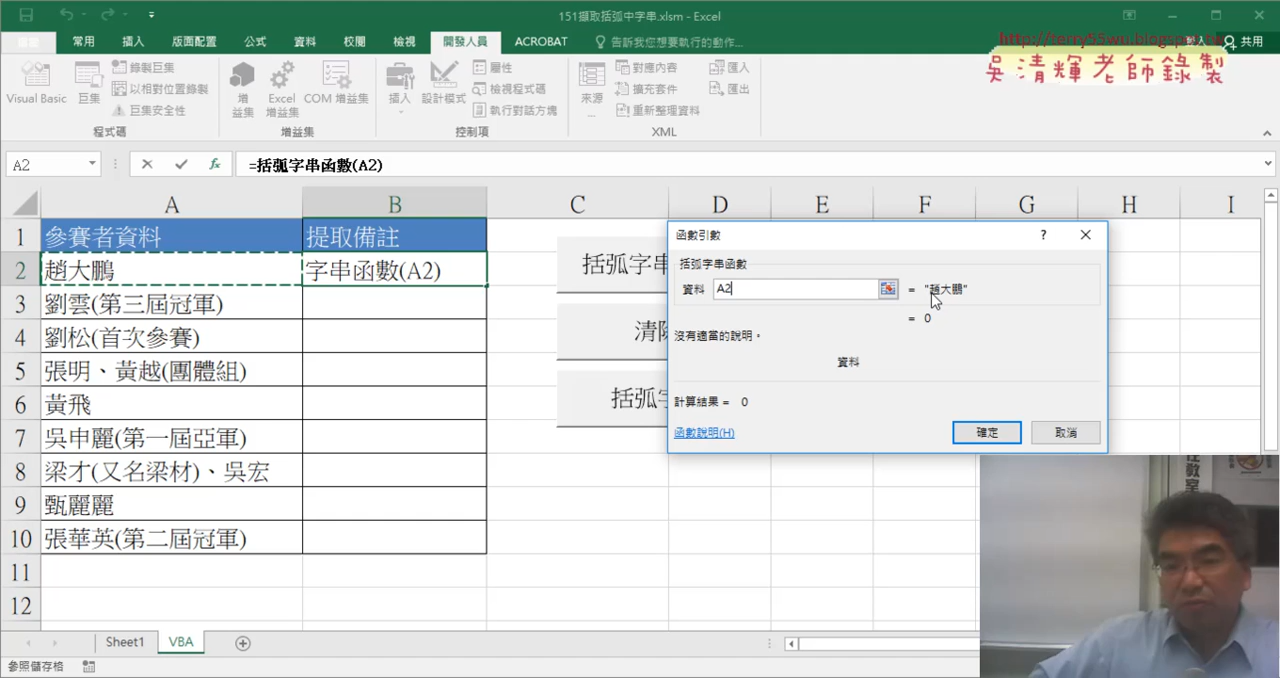 151擷取括弧中字串.xlsm - Excel
常用 插入 版面配置 公式 資料 校閱 檢視 開發人員 ACROBAT 告訴我您想要執行的動作... 共用
http://terry55wu.blogspot.tw
吳清輝老師錄製
Visual Basic 巨集 錄製巨集 以相對位置錄製 巨集安全性 程式碼
增益集 Excel 增益集 COM 增益集 增益集
插入 設計模式 屬性 檢視程式碼 執行對話方塊 控制項
來源... 對應內容 擴充套件 重新整理資料 匯入 匯出 XML
A2 fx =括弧字串函數(A2)
A B C D E F G H I
1 參賽者資料 提取備註
2 趙大鵬 字串函數(A2) 括弧字串
3 劉雲(第三屆冠軍)
4 劉松(首次參賽) 清除
5 張明、黃越(團體組)
6 黃飛 括弧字
7 吳申麗(第一屆亞軍)
8 梁才(又名梁材)、吳宏
9 甄麗麗
10 張華英(第二屆冠軍)
11
12
函數引數 ?
括弧字串函數
資料 A2 = "趙大鵬"
= 0
沒有適當的說明。
資料
計算結果 = 0
函數說明(H) 確定 取消
Sheet1 VBA
參照儲存格